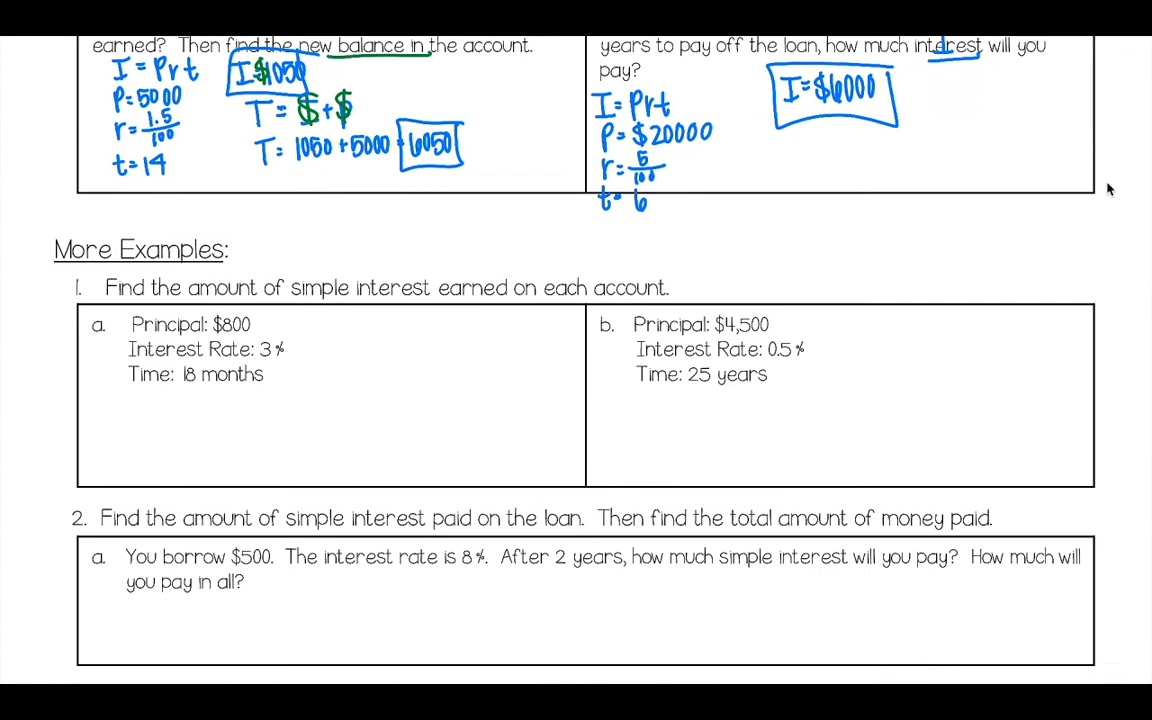 earned? Then find the new balance in the account.
I = Prt
I=$1050
P=5000
r=1.5/100
t=14
T = $+$
T= 1050+5000 = 6050
years to pay off the loan, how much interest will you
pay?
I=$6000
I= Prt
P=$20000
r=5/100
t= 6
More Examples:
1. Find the amount of simple interest earned on each account.
a. Principal: $800
Interest Rate: 3%
Time: 18 months
b. Principal: $4,500
Interest Rate: 0.5%
Time: 25 years
2. Find the amount of simple interest paid on the loan. Then find the total amount of money paid.
a. You borrow $500. The interest rate is 8%. After 2 years, how much simple interest will you pay? How much will
you pay in all?